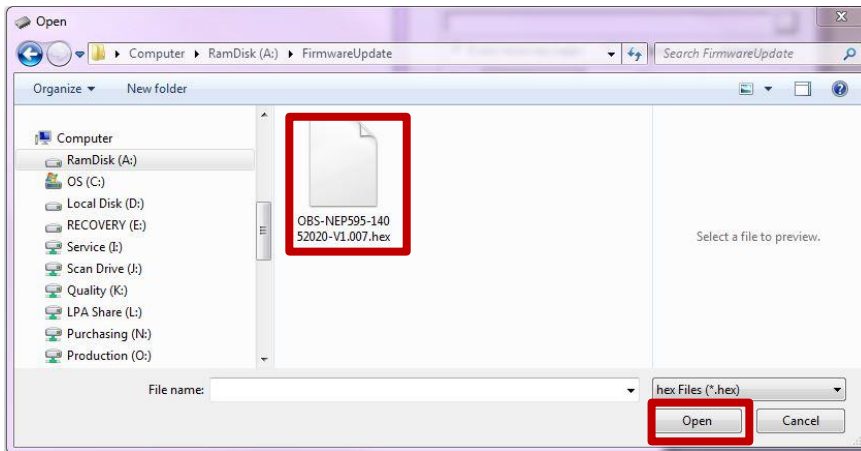 Open
Computer RamDisk (A:) FirmwareUpdate
Search FirmwareUpdate
Organize
New folder
Computer
RamDisk (A:)
OS (C:)
Local Disk (D:)
RECOVERY (E:)
Service (I:)
Scan Drive (J:)
Quality (K:)
LPA Share (L:)
Purchasing (N:)
Production (O:)
OBS-NEP595-140
52020-V1.007.hex
Select a file to preview.
File name:
hex Files (*.hex)
Open
Cancel